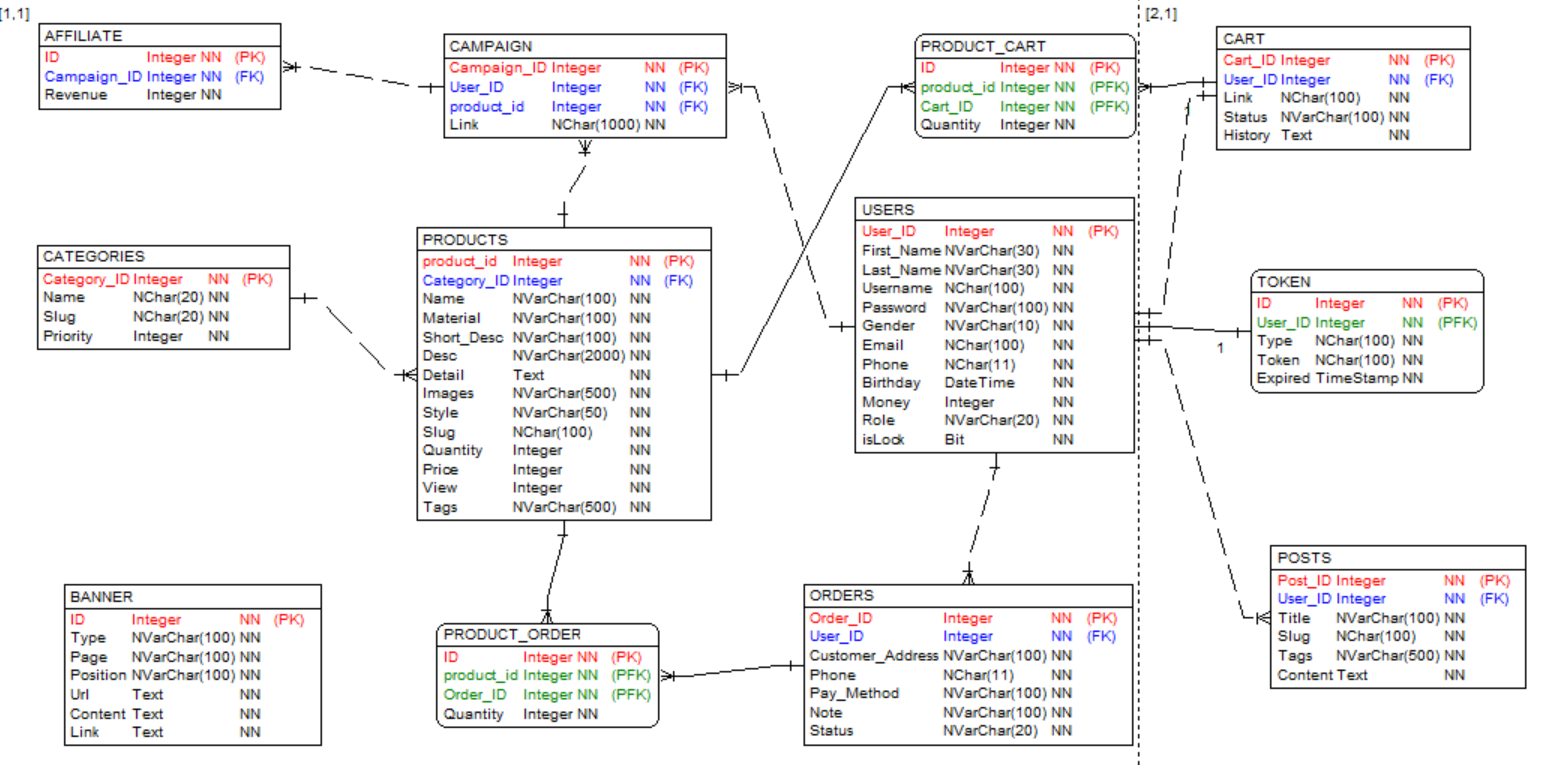 [1,1]
[2,1]
AFFILIATE
ID Integer NN (PK)
Campaign_ID Integer NN (FK)
Revenue Integer NN
CAMPAIGN
Campaign_ID Integer NN (PK)
User_ID Integer NN (FK)
product_id Integer NN (FK)
Link NChar(1000) NN
PRODUCT_CART
ID Integer NN (PK)
product_id Integer NN (PFK)
Cart_ID Integer NN (PFK)
Quantity Integer NN
CART
Cart_ID Integer NN (PK)
User_ID Integer NN (FK)
Link NChar(100) NN
Status NVarChar(100) NN
History Text NN
1
CATEGORIES
Category_ID Integer NN (PK)
Name NChar(20) NN
Slug NChar(20) NN
Priority Integer NN
PRODUCTS
product_id Integer NN (PK)
Category_ID Integer NN (FK)
Name NVarChar(100) NN
Material NVarChar(100) NN
Short_Desc NVarChar(100) NN
Desc NVarChar(2000) NN
Detail Text NN
Images NVarChar(500) NN
Style NVarChar(50) NN
Slug NChar(100) NN
Quantity Integer NN
Price Integer NN
View Integer NN
Tags NVarChar(500) NN
USERS
User_ID Integer NN (PK)
First_Name NVarChar(30) NN
Last_Name NVarChar(30) NN
Username NChar(100) NN
Password NVarChar(100) NN
Gender NVarChar(10) NN
Email NChar(100) NN
Phone NChar(11) NN
Birthday DateTime NN
Money Integer NN
Role NVarChar(20) NN
isLock Bit NN
TOKEN
ID Integer NN (PK)
User_ID Integer NN (PFK)
Type NChar(100) NN
Token NChar(100) NN
Expired TimeStamp NN
1
BANNER
ID Integer NN (PK)
Type NVarChar(100) NN
Page NVarChar(100) NN
Position NVarChar(100) NN
Url Text NN
Content Text NN
Link Text NN
PRODUCT_ORDER
ID Integer NN (PK)
product_id Integer NN (PFK)
Order_ID Integer NN (PFK)
Quantity Integer NN
ORDERS
Order_ID Integer NN (PK)
User_ID Integer NN (FK)
Customer_Address NVarChar(100) NN
Phone NChar(11) NN
Pay_Method NVarChar(100) NN
Note NVarChar(100) NN
Status NVarChar(20) NN
POSTS
Post_ID Integer NN (PK)
User_ID Integer NN (FK)
Title NVarChar(100) NN
Slug NChar(100) NN
Tags NVarChar(500) NN
Content Text NN